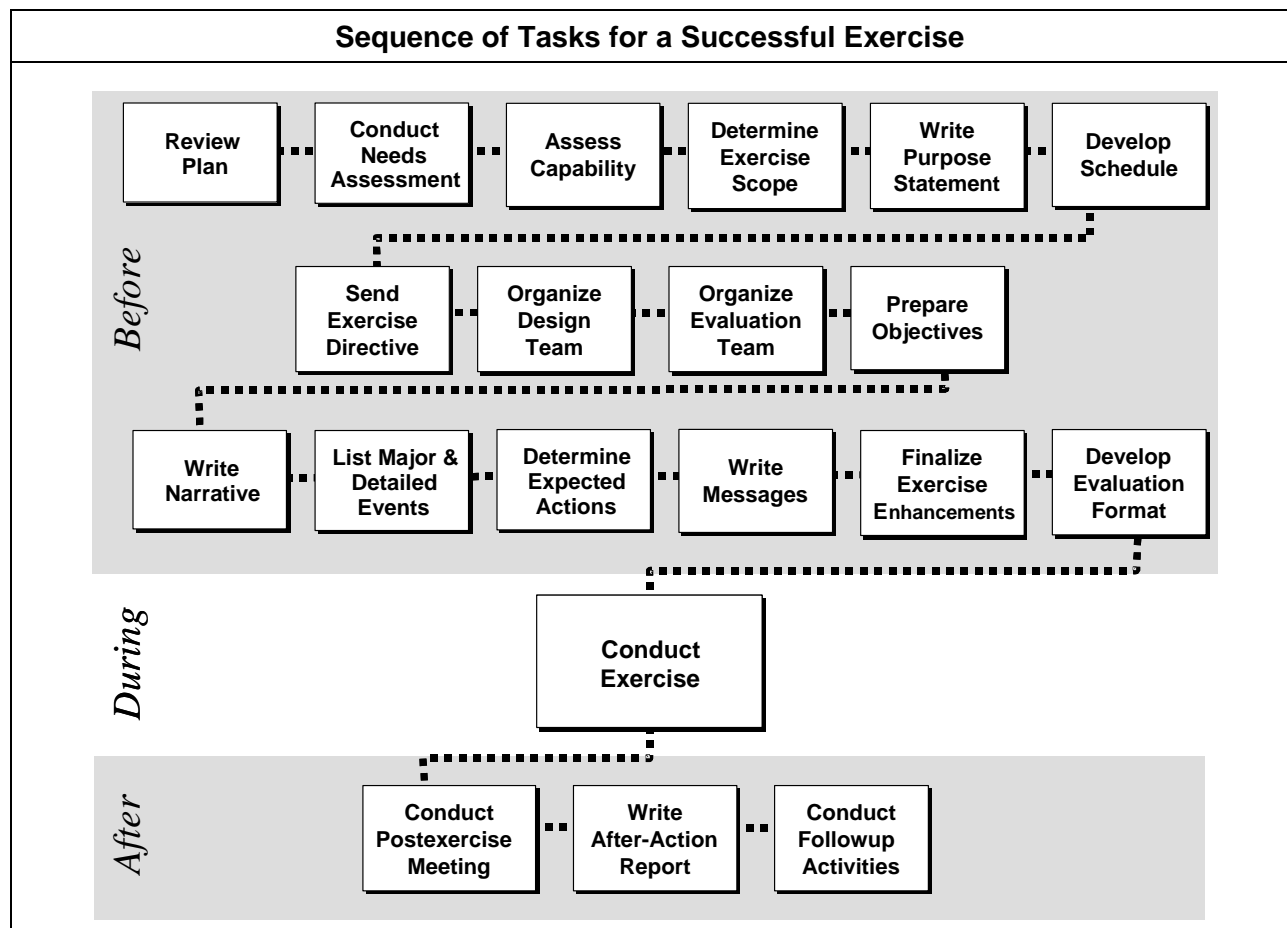 Sequence of Tasks for a Successful Exercise
Before
Review
Plan
Conduct
Needs
Assessment
Assess
Capability
Determine
Exercise
Scope
Write
Purpose
Statement
Develop
Schedule
Send
Exercise
Directive
Organize
Design
Team
Organize
Evaluation
Team
Prepare
Objectives
Write
Narrative
List Major &
Detailed
Events
Determine
Expected
Actions
Write
Messages
Finalize
Exercise
Enhancements
Develop
Evaluation
Format
During
Conduct
Exercise
After
Conduct
Postexercise
Meeting
Write
After-Action
Report
Conduct
Followup
Activities